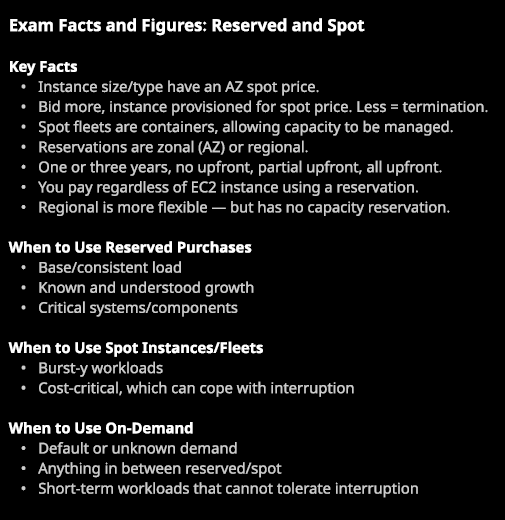 Exam Facts and Figures: Reserved and Spot
Key Facts
• Instance size/type have an AZ spot price.
• Bid more, instance provisioned for spot price. Less = termination.
• Spot fleets are containers, allowing capacity to be managed.
• Reservations are zonal (AZ) or regional.
• One or three years, no upfront, partial upfront, all upfront.
• You pay regardless of EC2 instance using a reservation.
• Regional is more flexible — but has no capacity reservation.
When to Use Reserved Purchases
• Base/consistent load
• Known and understood growth
• Critical systems/components
When to Use Spot Instances/Fleets
• Burst-y workloads
• Cost-critical, which can cope with interruption
When to Use On-Demand
• Default or unknown demand
• Anything in between reserved/spot
• Short-term workloads that cannot tolerate interruption